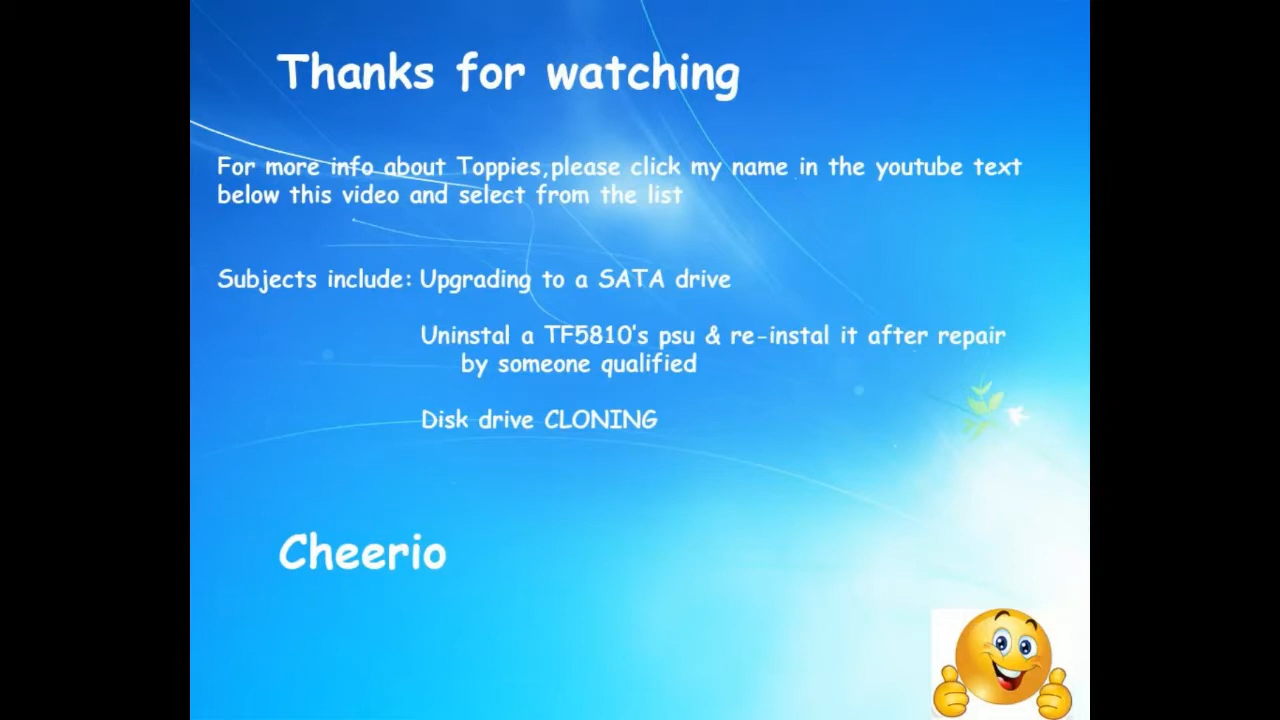 Thanks for watching
For more info about Toppies,please click my name in the youtube text
below this video and select from the list
Subjects include: Upgrading to a SATA drive
Uninstal a TF5810's psu & re-instal it after repair
by someone qualified
Disk drive CLONING
Cheerio